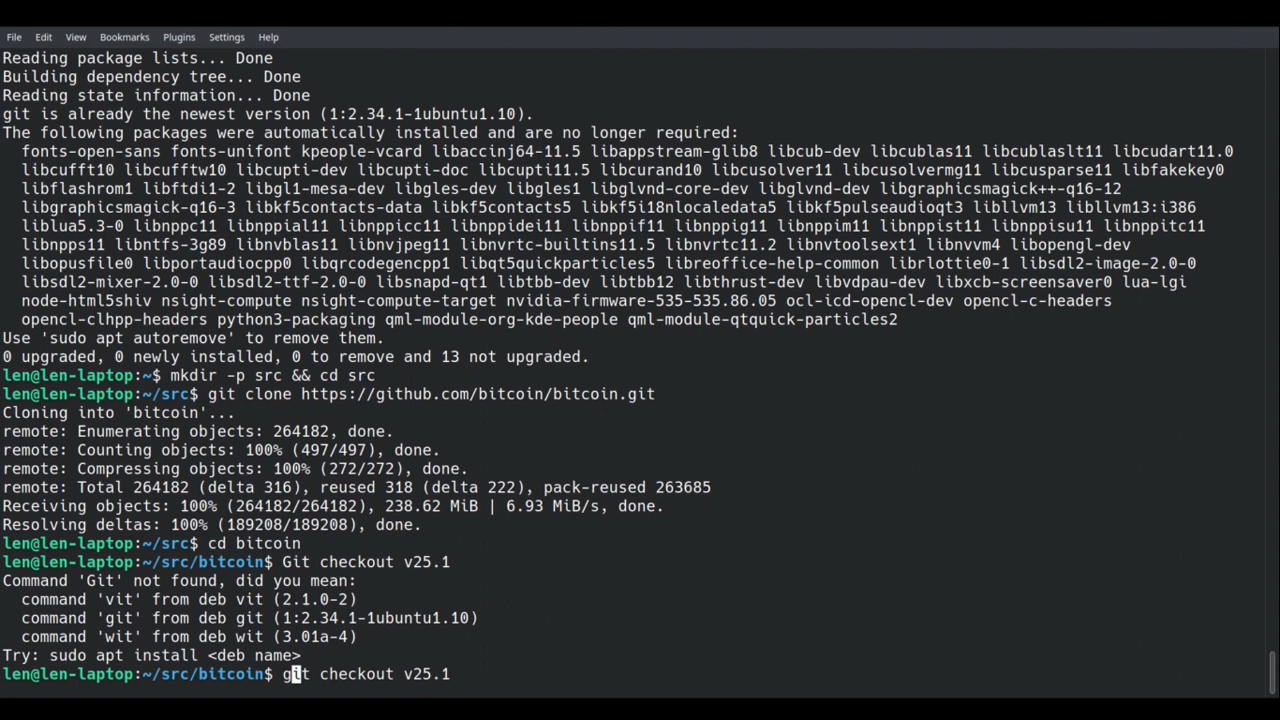 File Edit View Bookmarks Plugins Settings Help
Reading package lists... Done
Building dependency tree... Done
Reading state information... Done
git is already the newest version (1:2.34.1-1ubuntu1.10).
The following packages were automatically installed and are no longer required:
  fonts-open-sans fonts-unifont kpeople-vcard libaccinj64-11.5 libappstream-glib8 libcub-dev libcublas11 libcublaslt11 libcudart11.0
  libcufft10 libcufftw10 libcupti-dev libcupti-doc libcupti11.5 libcurand10 libcusolver11 libcusolvermg11 libcusparse11 libfakekey0
  libflashrom1 libftdi1-2 libgl1-mesa-dev libgles-dev libgles1 libglvnd-core-dev libglvnd-dev libgraphicsmagick++-q16-12
  libgraphicsmagick-q16-3 libkf5contacts-data libkf5contacts5 libkf5i18nlocaledata5 libkf5pulseaudioqt3 libllvm13 libllvm13:i386
  liblua5.3-0 libnppc11 libnppial11 libnppicc11 libnppidei11 libnppif11 libnppig11 libnppim11 libnppist11 libnppisu11 libnppitc11
  libnpps11 libntfs-3g89 libnvblas11 libnvjpeg11 libnvrtc-builtins11.5 libnvrtc11.2 libnvtoolsext1 libnvvm4 libopengl-dev
  libopusfile0 libportaudiocpp0 libqrcodegencpp1 libqt5quickparticles5 libreoffice-help-common librlottie0-1 libsdl2-image-2.0-0
  libsdl2-mixer-2.0-0 libsdl2-ttf-2.0-0 libsnapd-qt1 libtbb-dev libtbb12 libthrust-dev libvdpau-dev libxcb-screensaver0 lua-lgi
  node-html5shiv nsight-compute nsight-compute-target nvidia-firmware-535-535.86.05 ocl-icd-opencl-dev opencl-c-headers
  opencl-clhpp-headers python3-packaging qml-module-org-kde-people qml-module-qtquick-particles2
Use 'sudo apt autoremove' to remove them.
0 upgraded, 0 newly installed, 0 to remove and 13 not upgraded.
len@len-laptop:~$ mkdir -p src && cd src
len@len-laptop:~/src$ git clone https://github.com/bitcoin/bitcoin.git
Cloning into 'bitcoin'...
remote: Enumerating objects: 264182, done.
remote: Counting objects: 100% (497/497), done.
remote: Compressing objects: 100% (272/272), done.
remote: Total 264182 (delta 316), reused 318 (delta 222), pack-reused 263685
Receiving objects: 100% (264182/264182), 238.62 MiB | 6.93 MiB/s, done.
Resolving deltas: 100% (189208/189208), done.
len@len-laptop:~/src$ cd bitcoin
len@len-laptop:~/src/bitcoin$ Git checkout v25.1
Command 'Git' not found, did you mean:
  command 'vit' from deb vit (2.1.0-2)
  command 'git' from deb git (1:2.34.1-1ubuntu1.10)
  command 'wit' from deb wit (3.01a-4)
Try: sudo apt install <deb name>
len@len-laptop:~/src/bitcoin$ git checkout v25.1